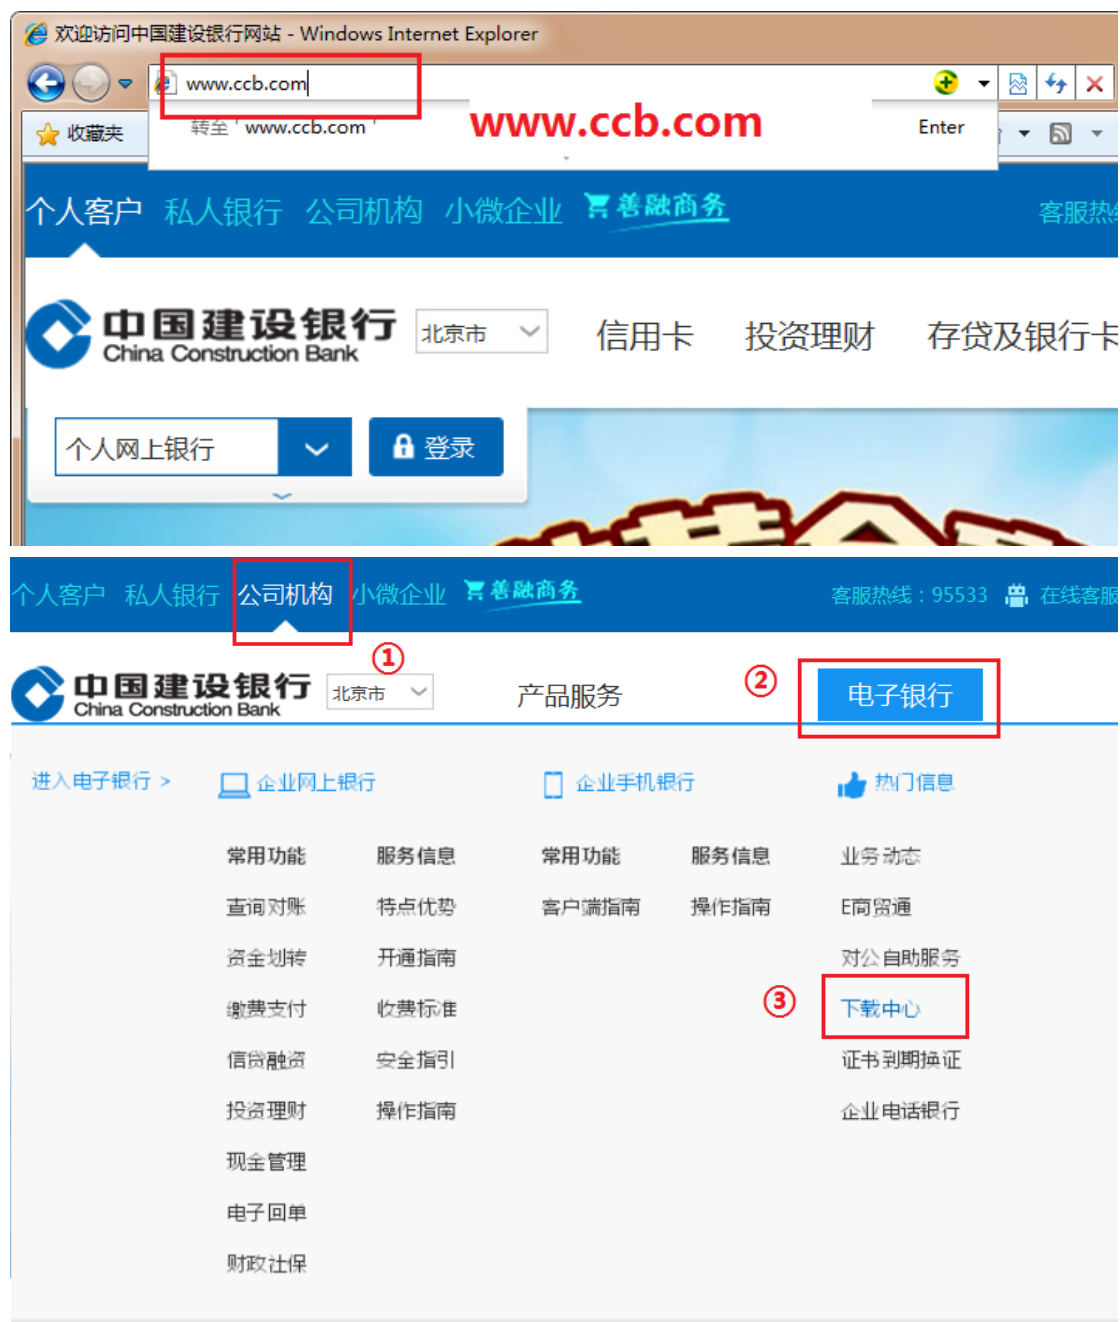 欢迎访问中国建设银行网站 - Windows Internet Explorer
www.ccb.com
收藏夹
转至 'www.ccb.com'
www.ccb.com
Enter
个人客户 私人银行 公司机构 小微企业 善融商务
客服热
中国建设银行
China Construction Bank
北京市
信用卡 投资理财 存贷及银行卡
个人网上银行
登录
个人客户 私人银行 公司机构 小微企业 善融商务 客服热线：95533 在线客服
①
中国建设银行
China Construction Bank
北京市
产品服务
②
电子银行
进入电子银行 > 企业网上银行 企业手机银行 热门信息
常用功能 服务信息 常用功能 服务信息 业务动态
查询对账 特点优势 客户端指南 操作指南 E商贸通
资金划转 开通指南 对公自助服务
缴费支付 收费标准 ③ 下载中心
信贷融资 安全指引 证书到期换证
投资理财 操作指南 企业电话银行
现金管理
电子回单
财政社保